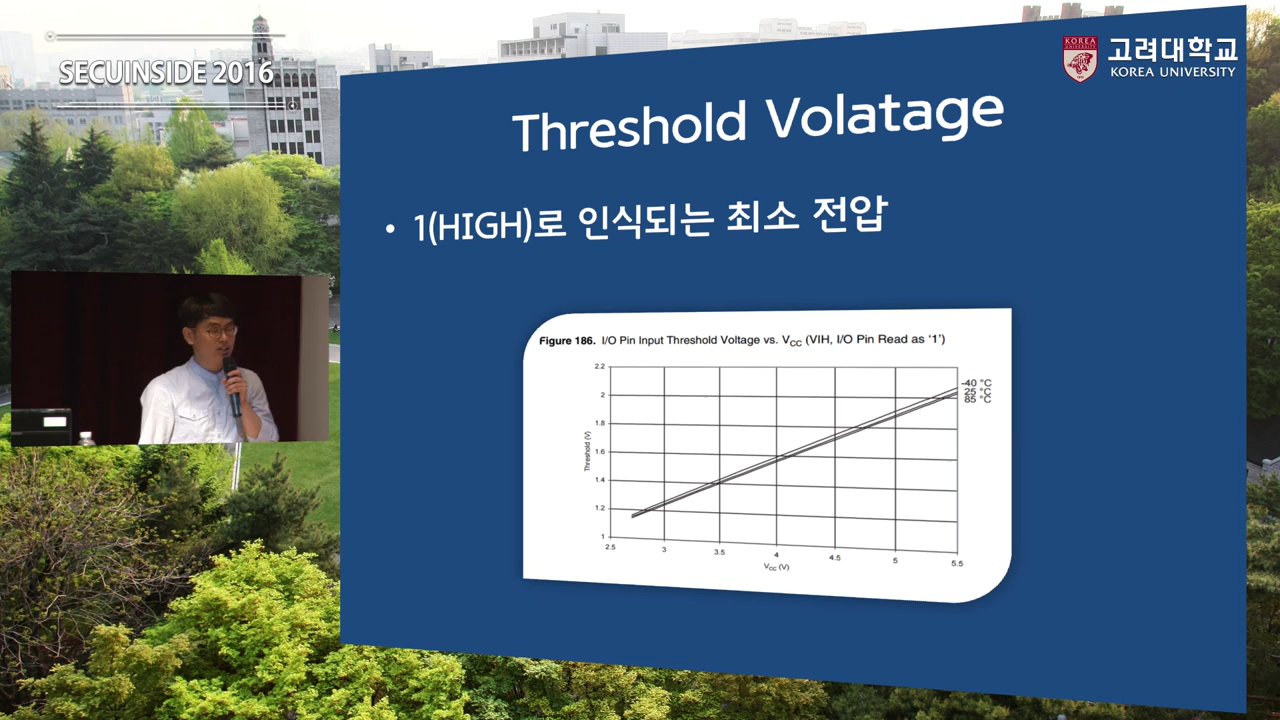 SECUINSIDE 2016
KOREA
UNIVERSITY
고려대학교
KOREA UNIVERSITY
Threshold Volatage
• 1(HIGH)로 인식되는 최소 전압
Figure 186. I/O Pin Input Threshold Voltage vs. VCC (VIH, I/O Pin Read as ‘1’)
2.2
2
1.8
1.6
1.4
1.2
1
Threshold (V)
-40 °C
25 °C
85 °C
2.5 3 3.5 4 4.5 5 5.5
VCC (V)